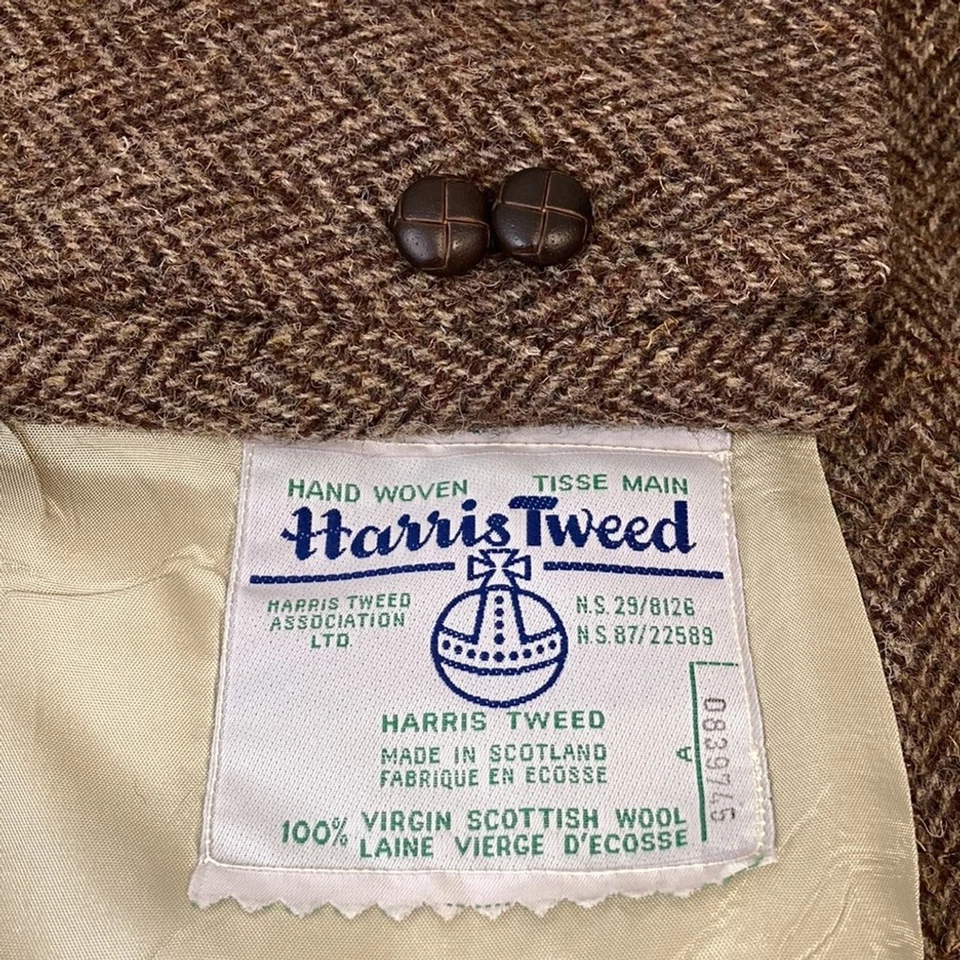 HAND WOVEN TISSE MAIN
Harris Tweed
HARRIS TWEED
ASSOCIATION
LTD.
N.S. 29/8126
N.S. 87/22589
HARRIS TWEED
MADE IN SCOTLAND
FABRIQUE EN ECOSSE
100% VIRGIN SCOTTISH WOOL
LAINE VIERGE D'ECOSSE
A
0839745